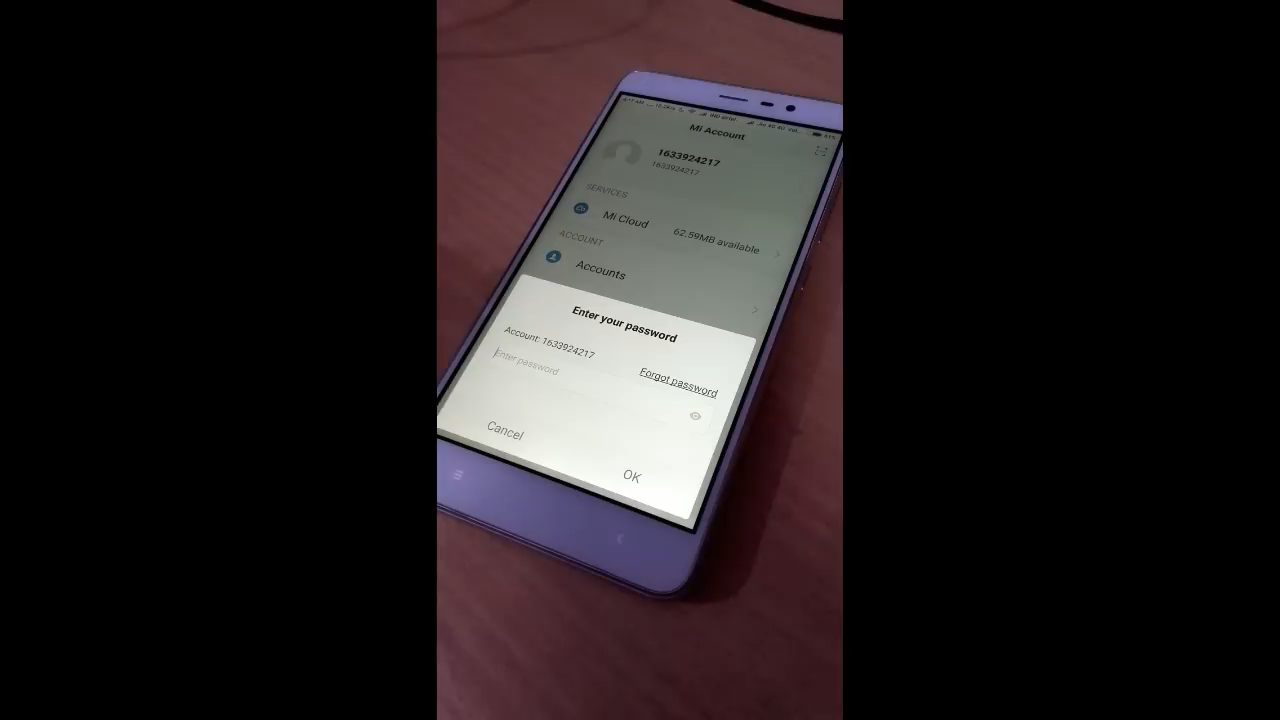 Mi Account
1633924217
1633924217
SERVICES
Mi Cloud 62.59MB available
ACCOUNT
Accounts
Enter your password
Account: 1633924217
Enter password
Forgot password
Cancel
OK